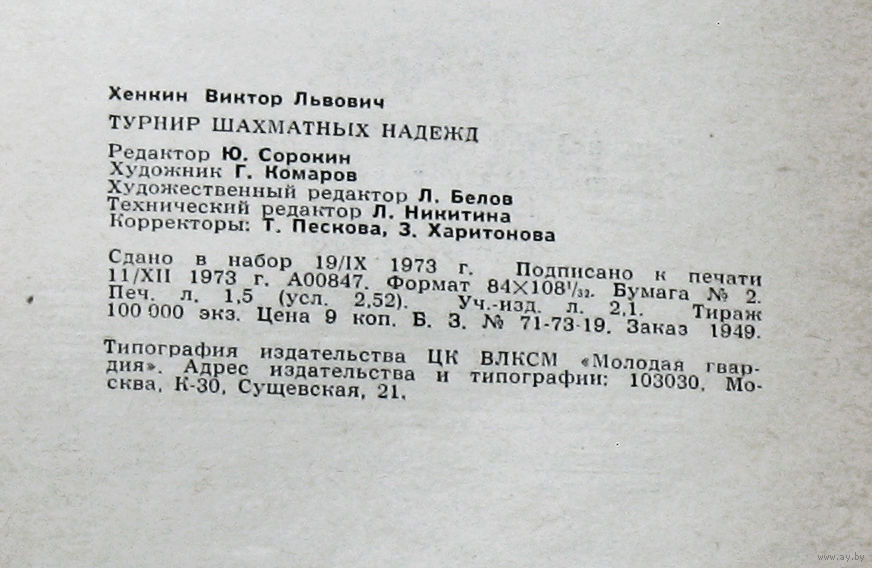 Хенкин Виктор Львович
ТУРНИР ШАХМАТНЫХ НАДЕЖД
Редактор Ю. Сорокин
Художник Г. Комаров
Художественный редактор Л. Белов
Технический редактор Л. Никитина
Корректоры: Т. Пескова, З. Харитонова
Сдано в набор 19/IX 1973 г. Подписано к печати
11/XII 1973 г. А00847. Формат 84×108¹/₃₂. Бумага № 2.
Печ. л. 1,5 (усл. 2,52). Уч.-изд. л. 2,1. Тираж
100 000 экз. Цена 9 коп. Б. З. № 71-73-19. Заказ 1949.
Типография издательства ЦК ВЛКСМ «Молодая гвар-
дия». Адрес издательства и типографии: 103030, Мо-
сква, К-30, Сущевская, 21.
www.ay.by